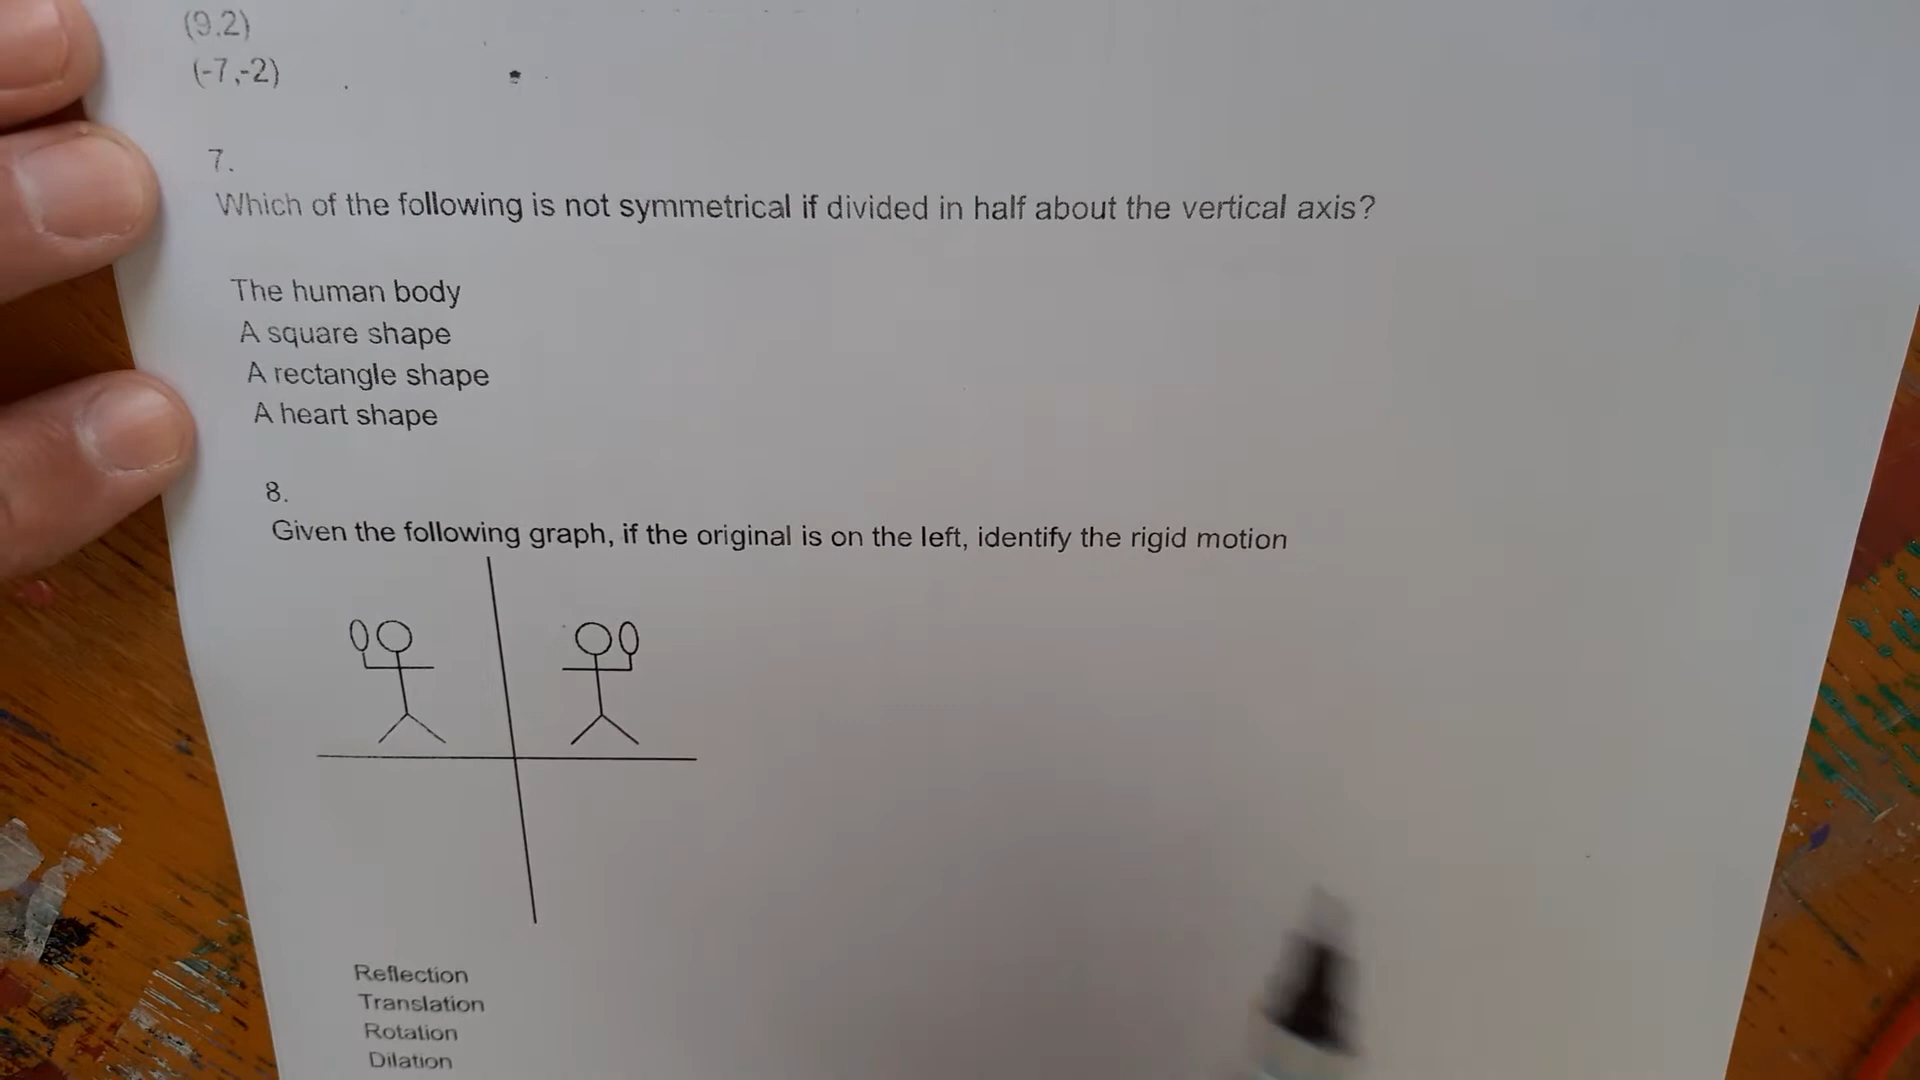 (9,2)
(-7,-2)
7.
Which of the following is not symmetrical if divided in half about the vertical axis?
The human body
A square shape
A rectangle shape
A heart shape
8.
Given the following graph, if the original is on the left, identify the rigid motion
Reflection
Translation
Rotation
Dilation